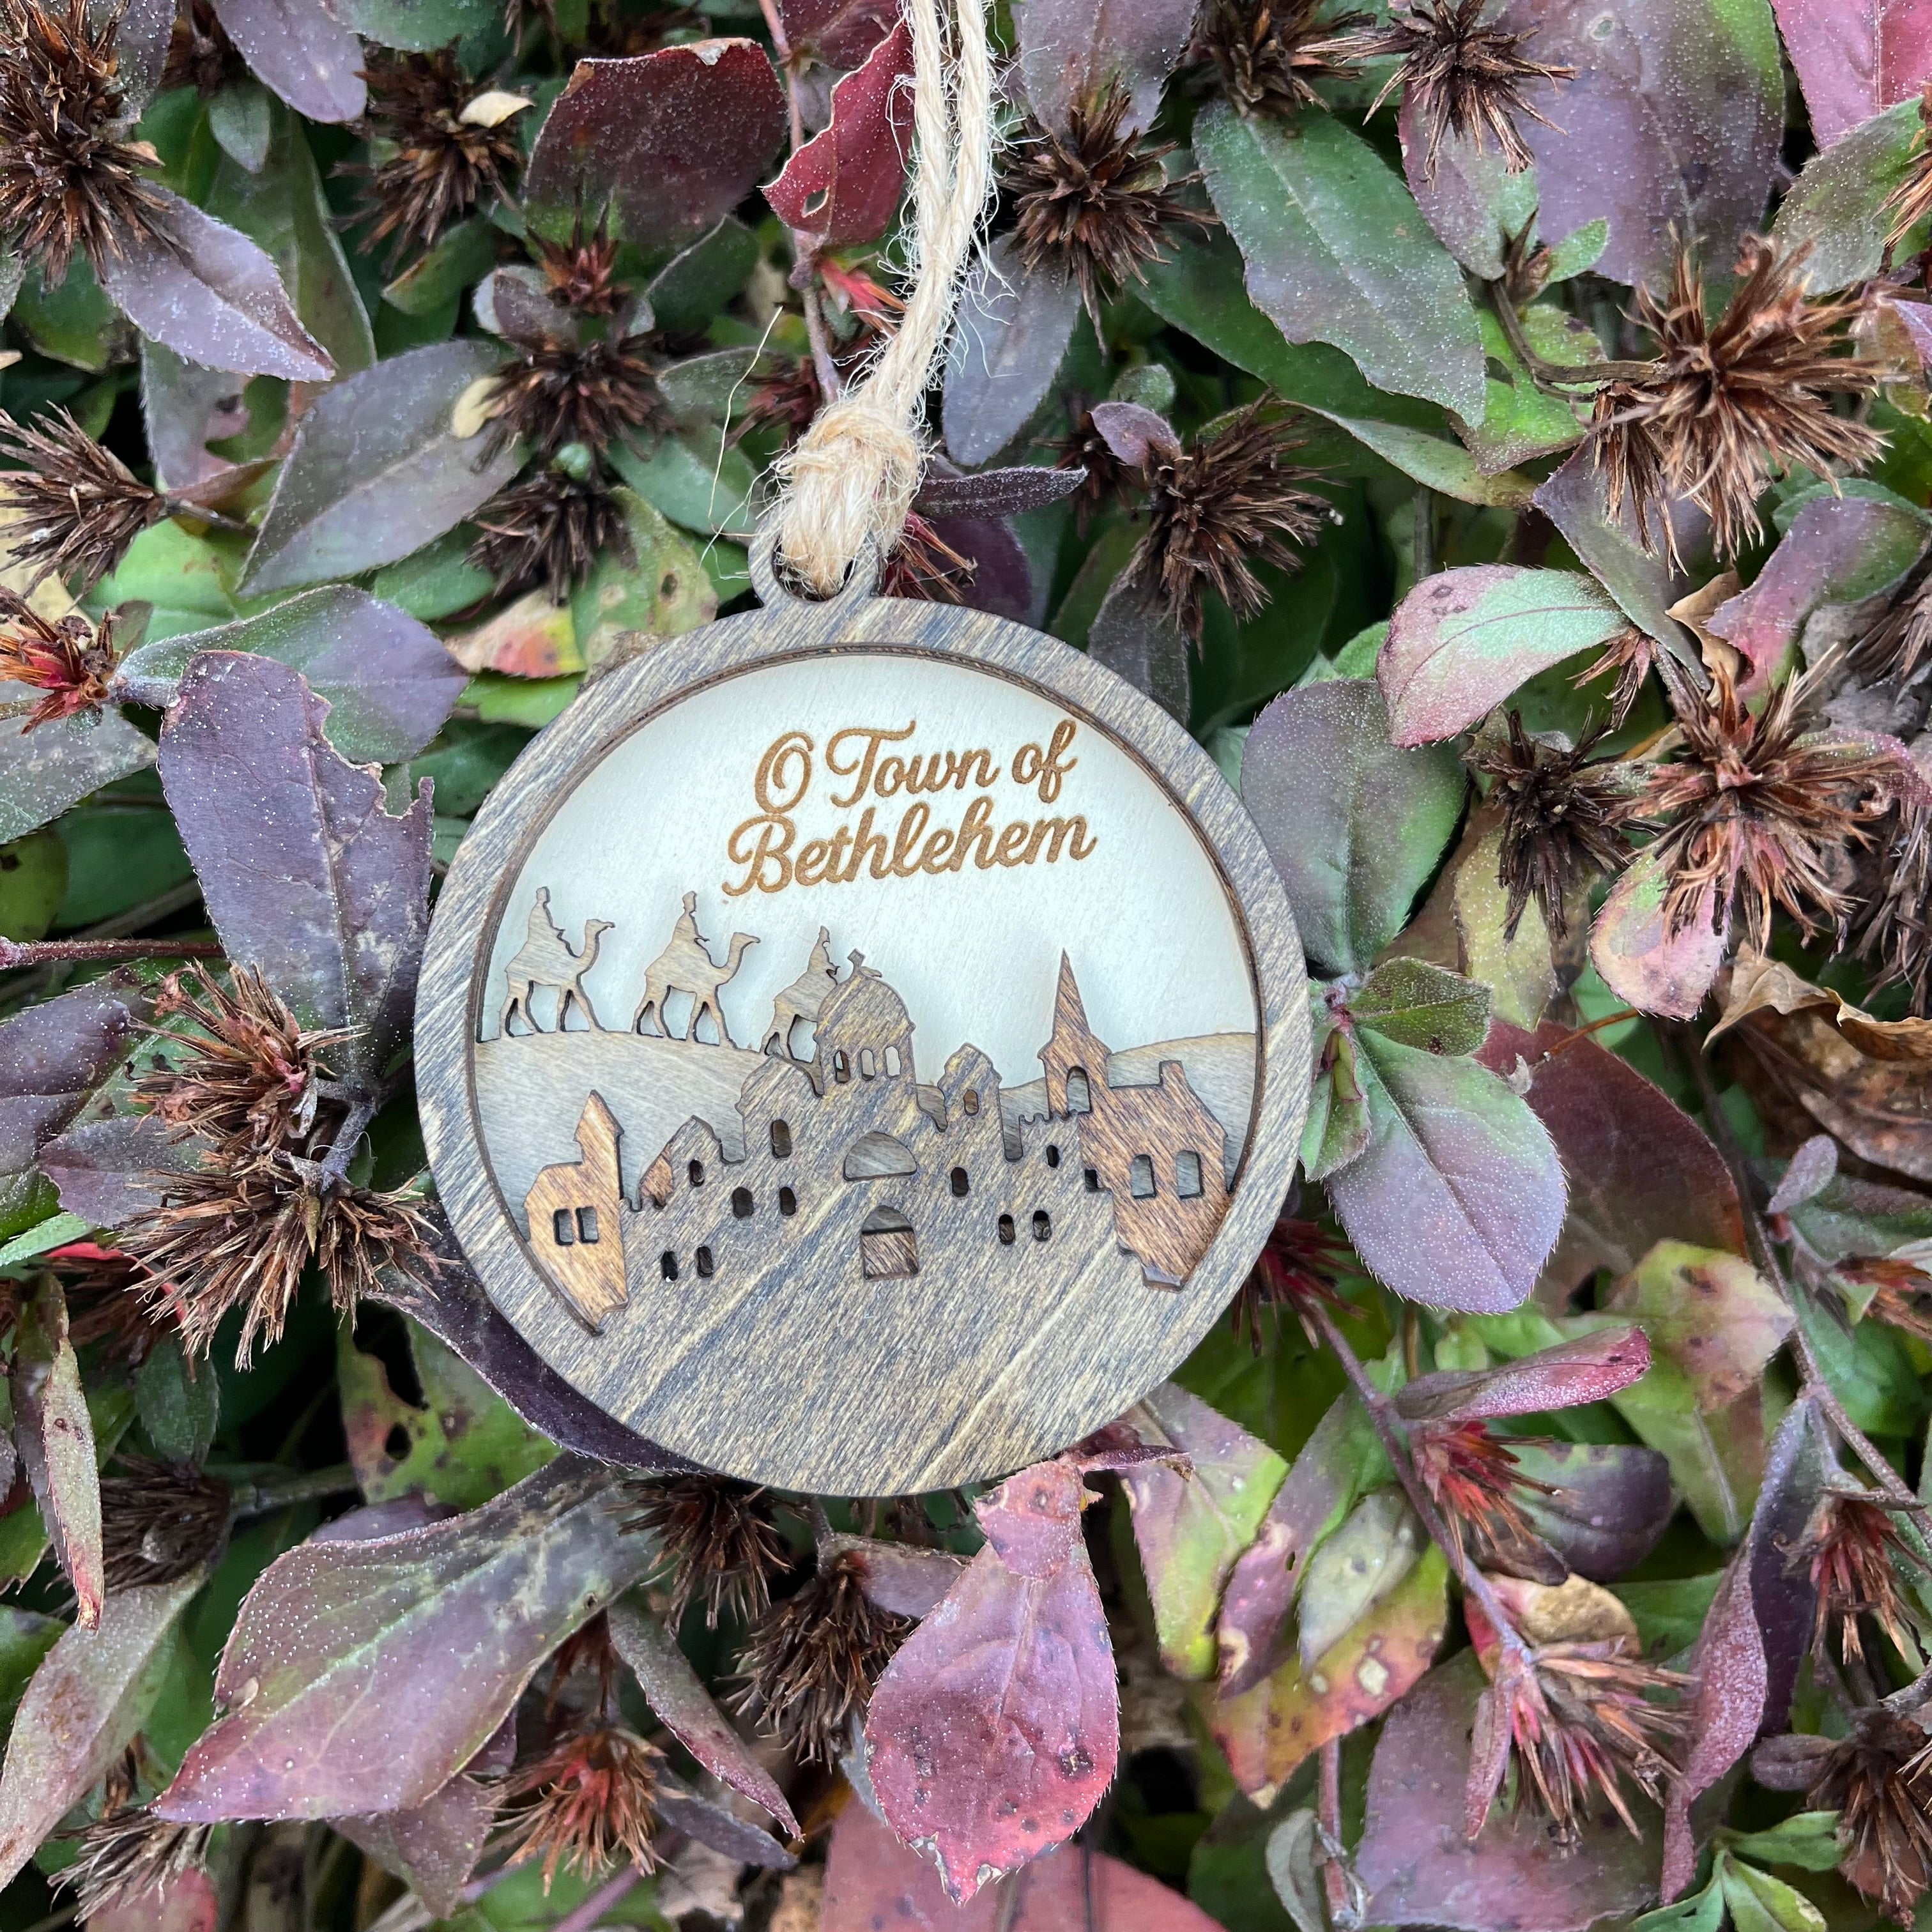 O Town of
Bethlehem